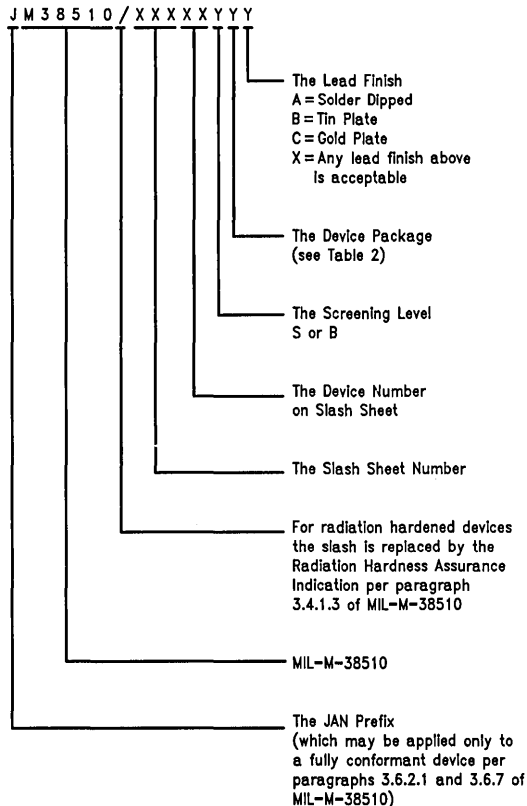 JM38510/XXXXXYYY
The Lead Finish
A = Solder Dipped
B = Tin Plate
C = Gold Plate
X = Any lead finish above
is acceptable
The Device Package
(see Table 2)
The Screening Level
S or B
The Device Number
on Slash Sheet
The Slash Sheet Number
For radiation hardened devices
the slash is replaced by the
Radiation Hardness Assurance
Indication per paragraph
3.4.1.3 of MIL-M-38510
MIL-M-38510
The JAN Prefix
(which may be applied only to
a fully conformant device per
paragraphs 3.6.2.1 and 3.6.7 of
MIL-M-38510)